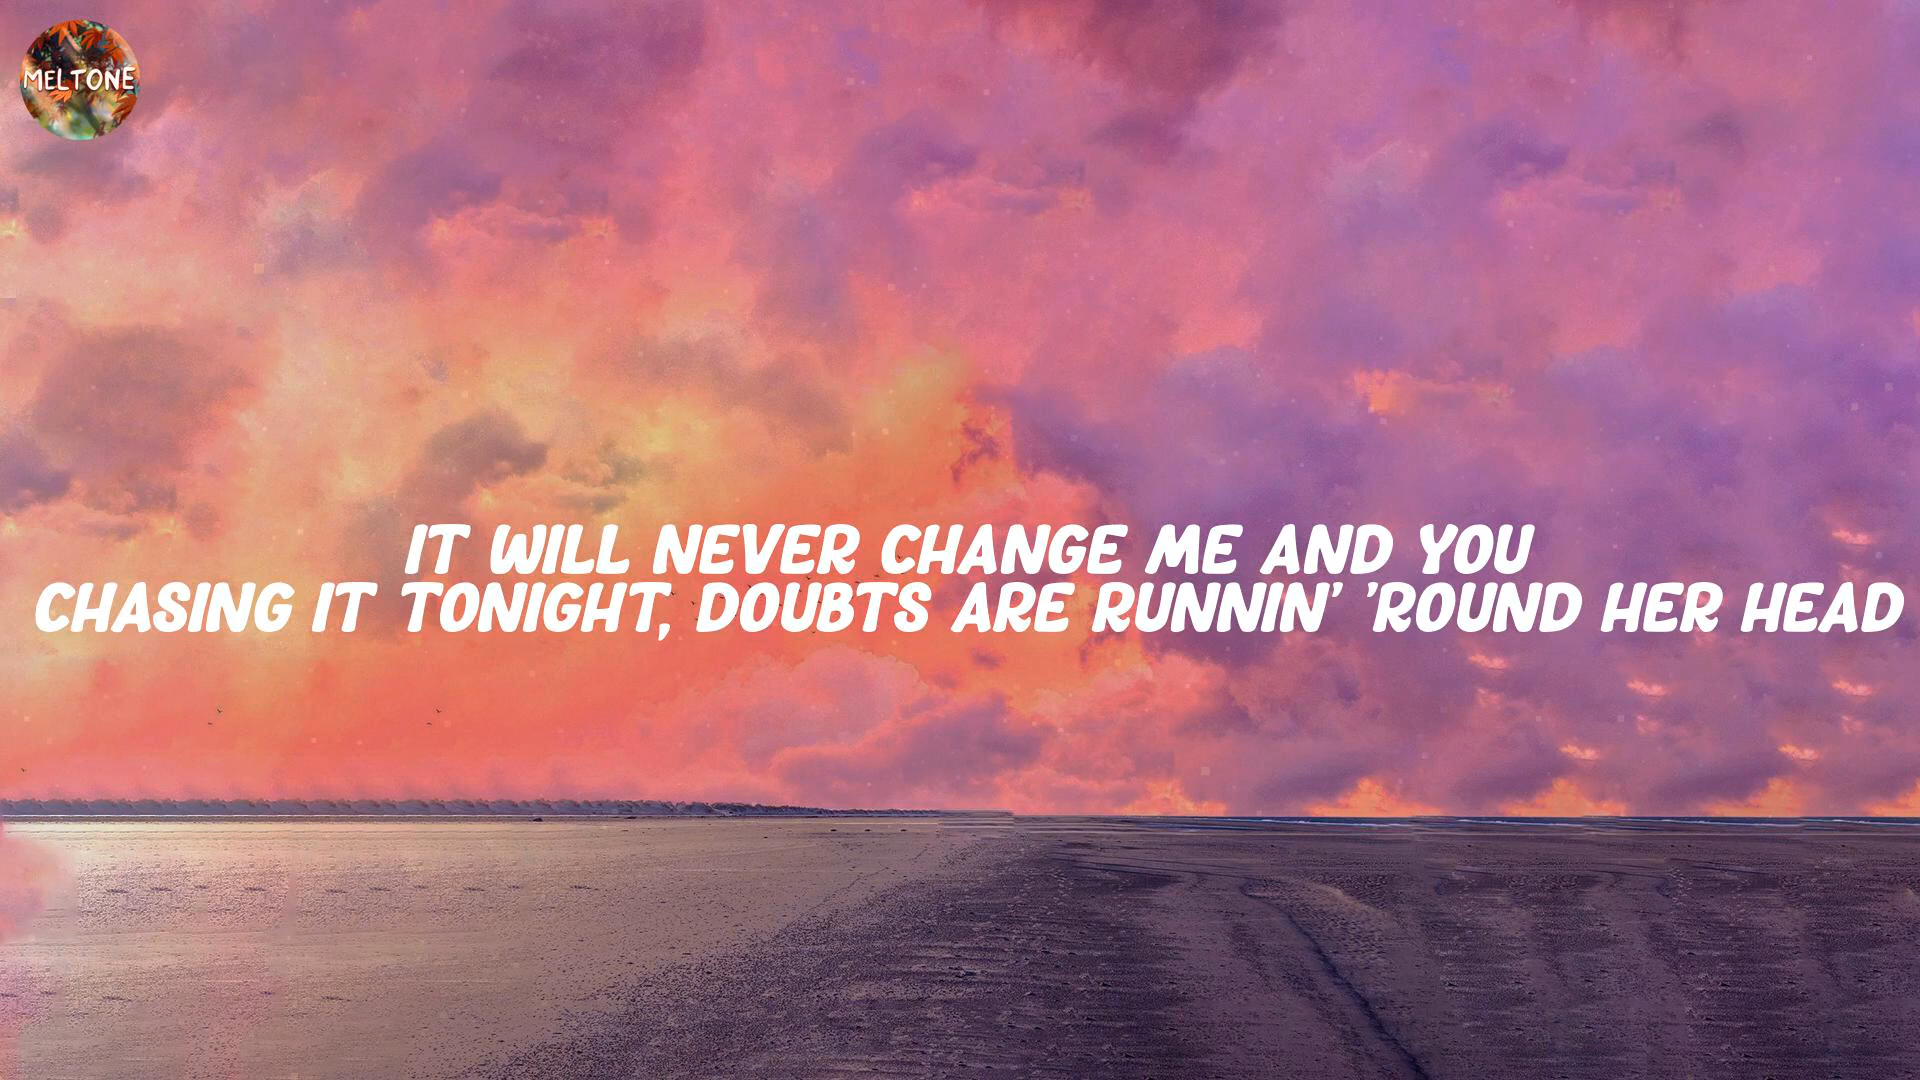 MELTONE
IT WILL NEVER CHANGE ME AND YOU
CHASING IT TONIGHT, DOUBTS ARE RUNNIN' 'ROUND HER HEAD